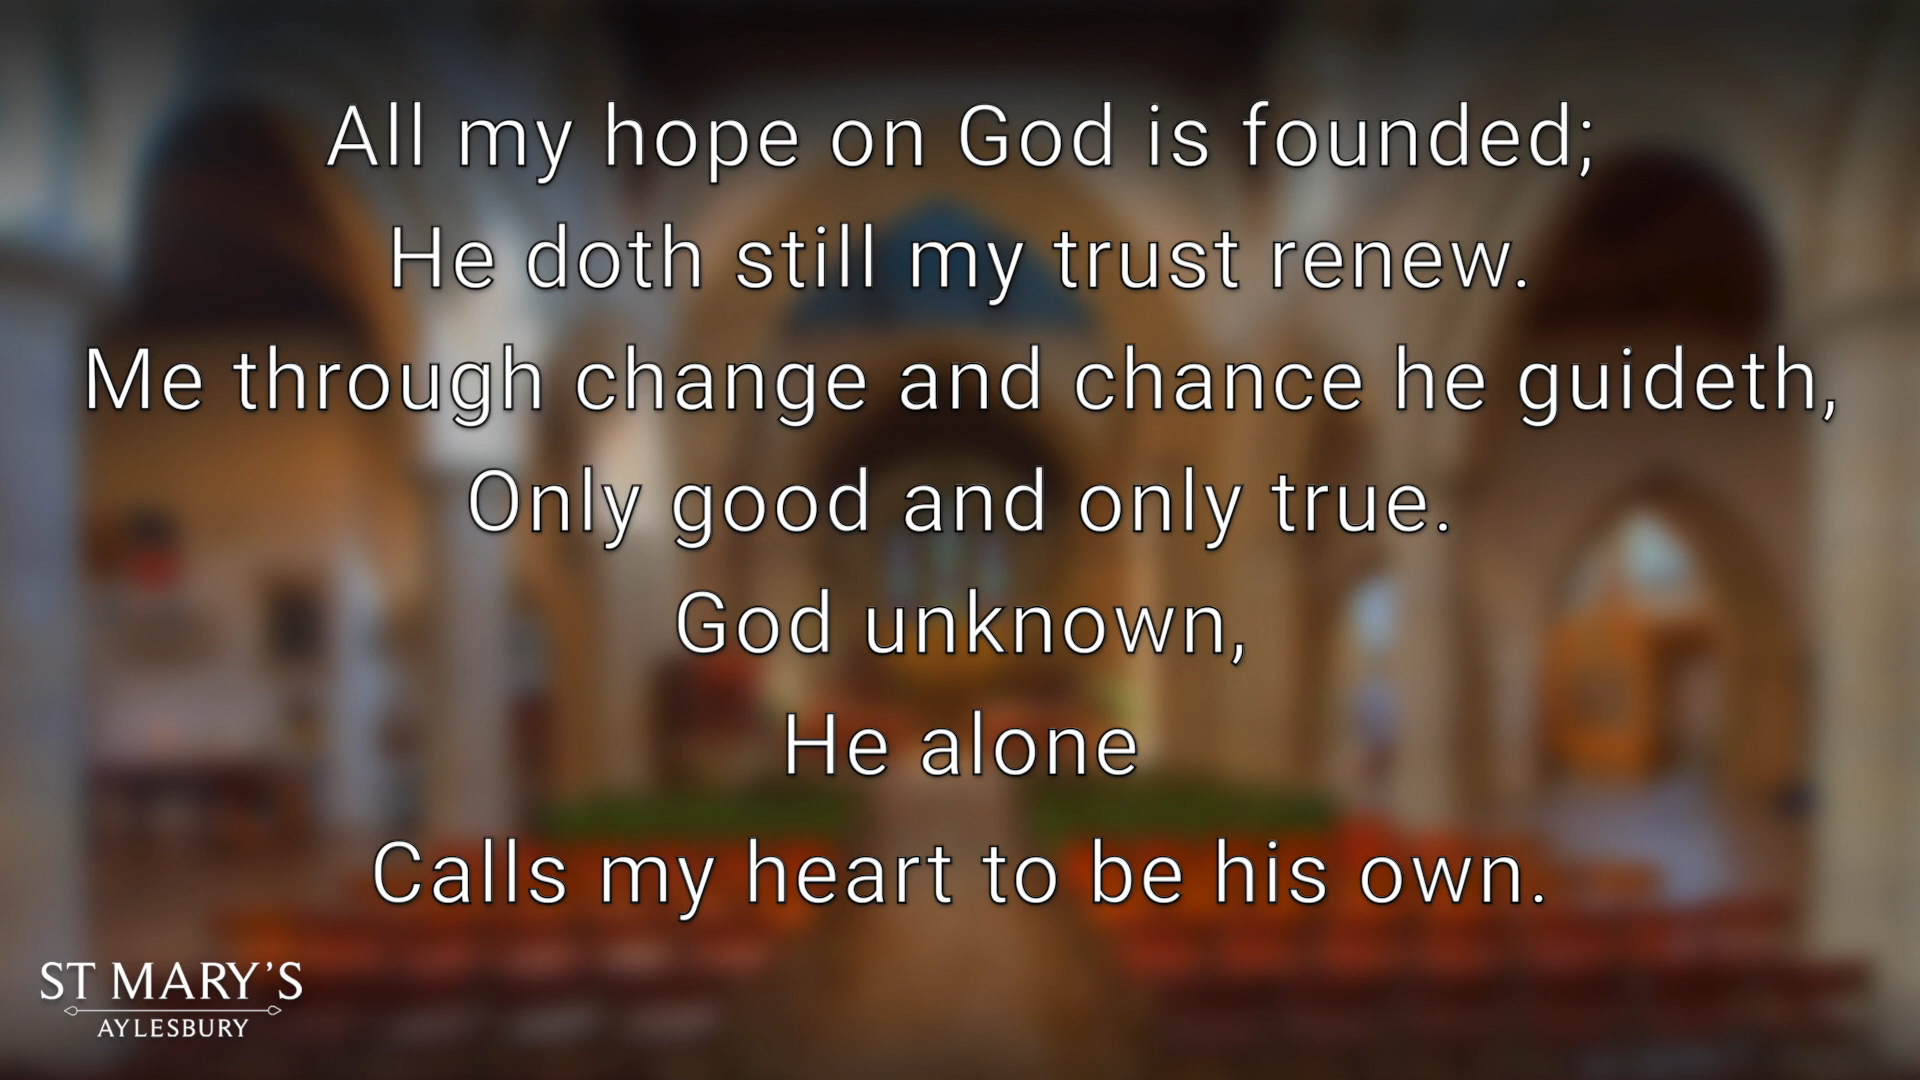 All my hope on God is founded;
He doth still my trust renew.
Me through change and chance he guideth,
Only good and only true.
God unknown,
He alone
Calls my heart to be his own.
ST MARY'S
AYLESBURY